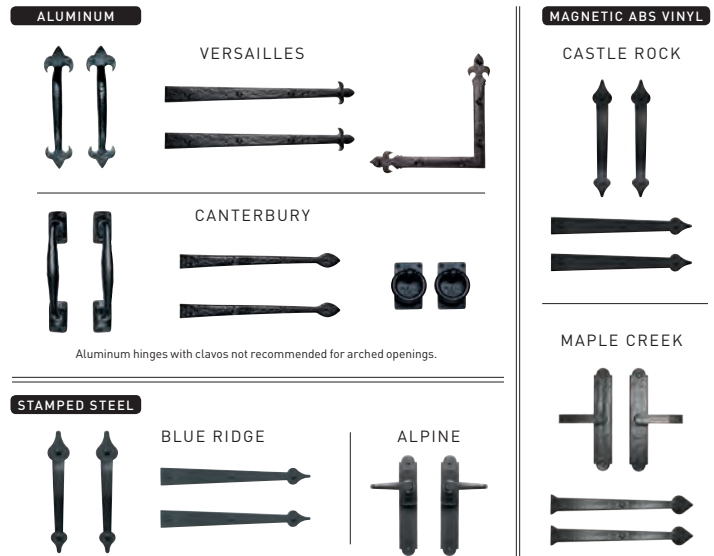 ALUMINUM
VERSAILLES
CANTERBURY
Aluminum hinges with clavos not recommended for arched openings.
STAMPED STEEL
BLUE RIDGE
ALPINE
MAGNETIC ABS VINYL
CASTLE ROCK
MAPLE CREEK